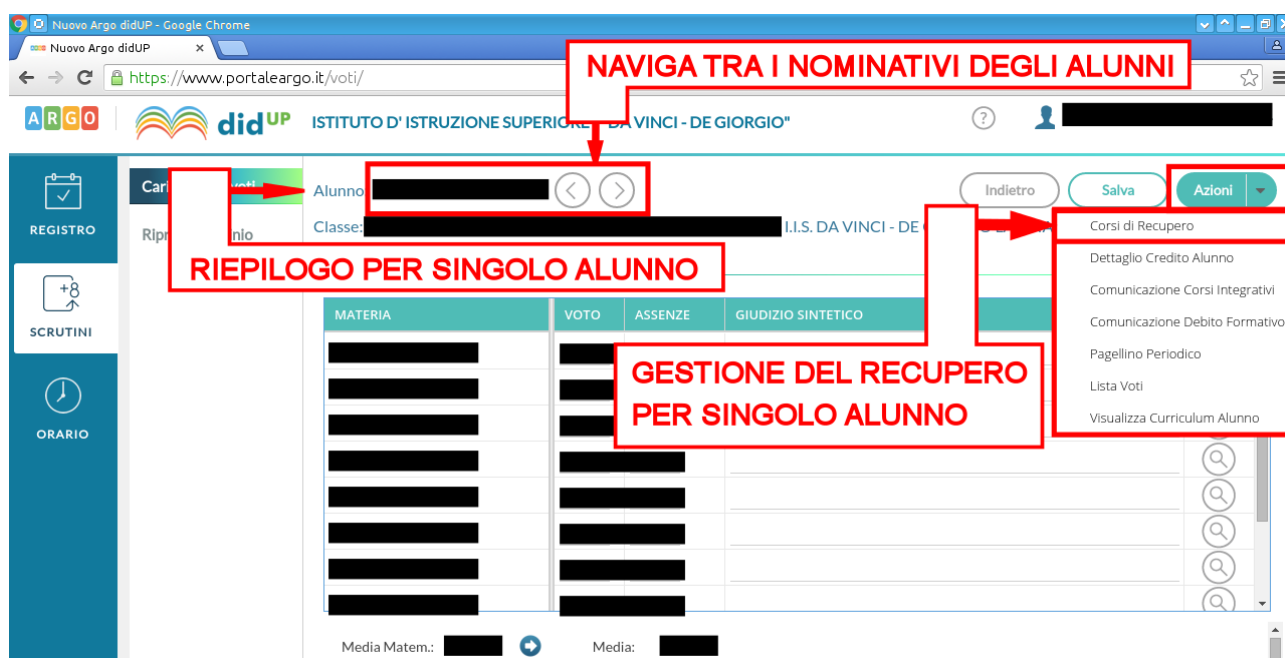 Nuovo Argo didUP - Google Chrome
Nuovo Argo didUP
https://www.portaleargo.it/voti/
NAVIGA TRA I NOMINATIVI DEGLI ALUNNI
ARGO
didUP
ISTITUTO D' ISTRUZIONE SUPERIORE VINCI - DE GIORGIO"
REGISTRO
SCRUTINI
+8
ORARIO
Alunno
Indietro
Salva
Azioni
Classe:
I.I.S. DA VINCI - DE
RIEPILOGO PER SINGOLO ALUNNO
Corsi di Recupero
Dettaglio Credito Alunno
Comunicazione Corsi Integrativi
Comunicazione Debito Formativo
Pagellino Periodico
Lista Voti
Visualizza Curriculum Alunno
MATERIA
VOTO
ASSENZE
GIUDIZIO SINTETICO
GESTIONE DEL RECUPERO
PER SINGOLO ALUNNO
Media Matem.:
Media: